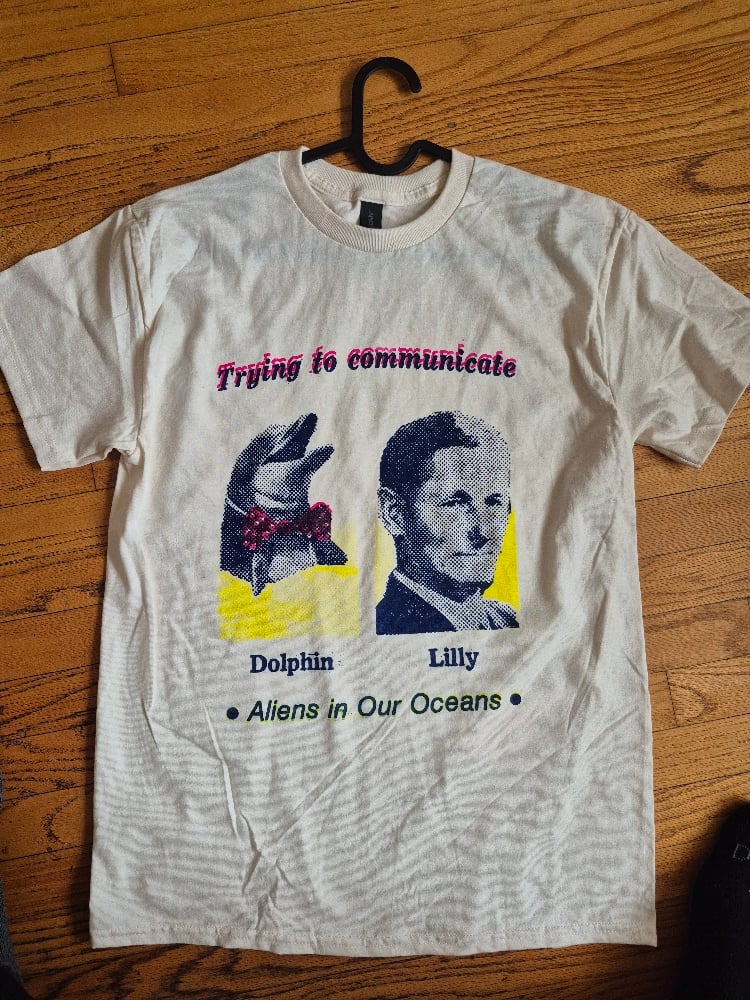 Trying to communicate
Dolphin Lilly
• Aliens in Our Oceans •